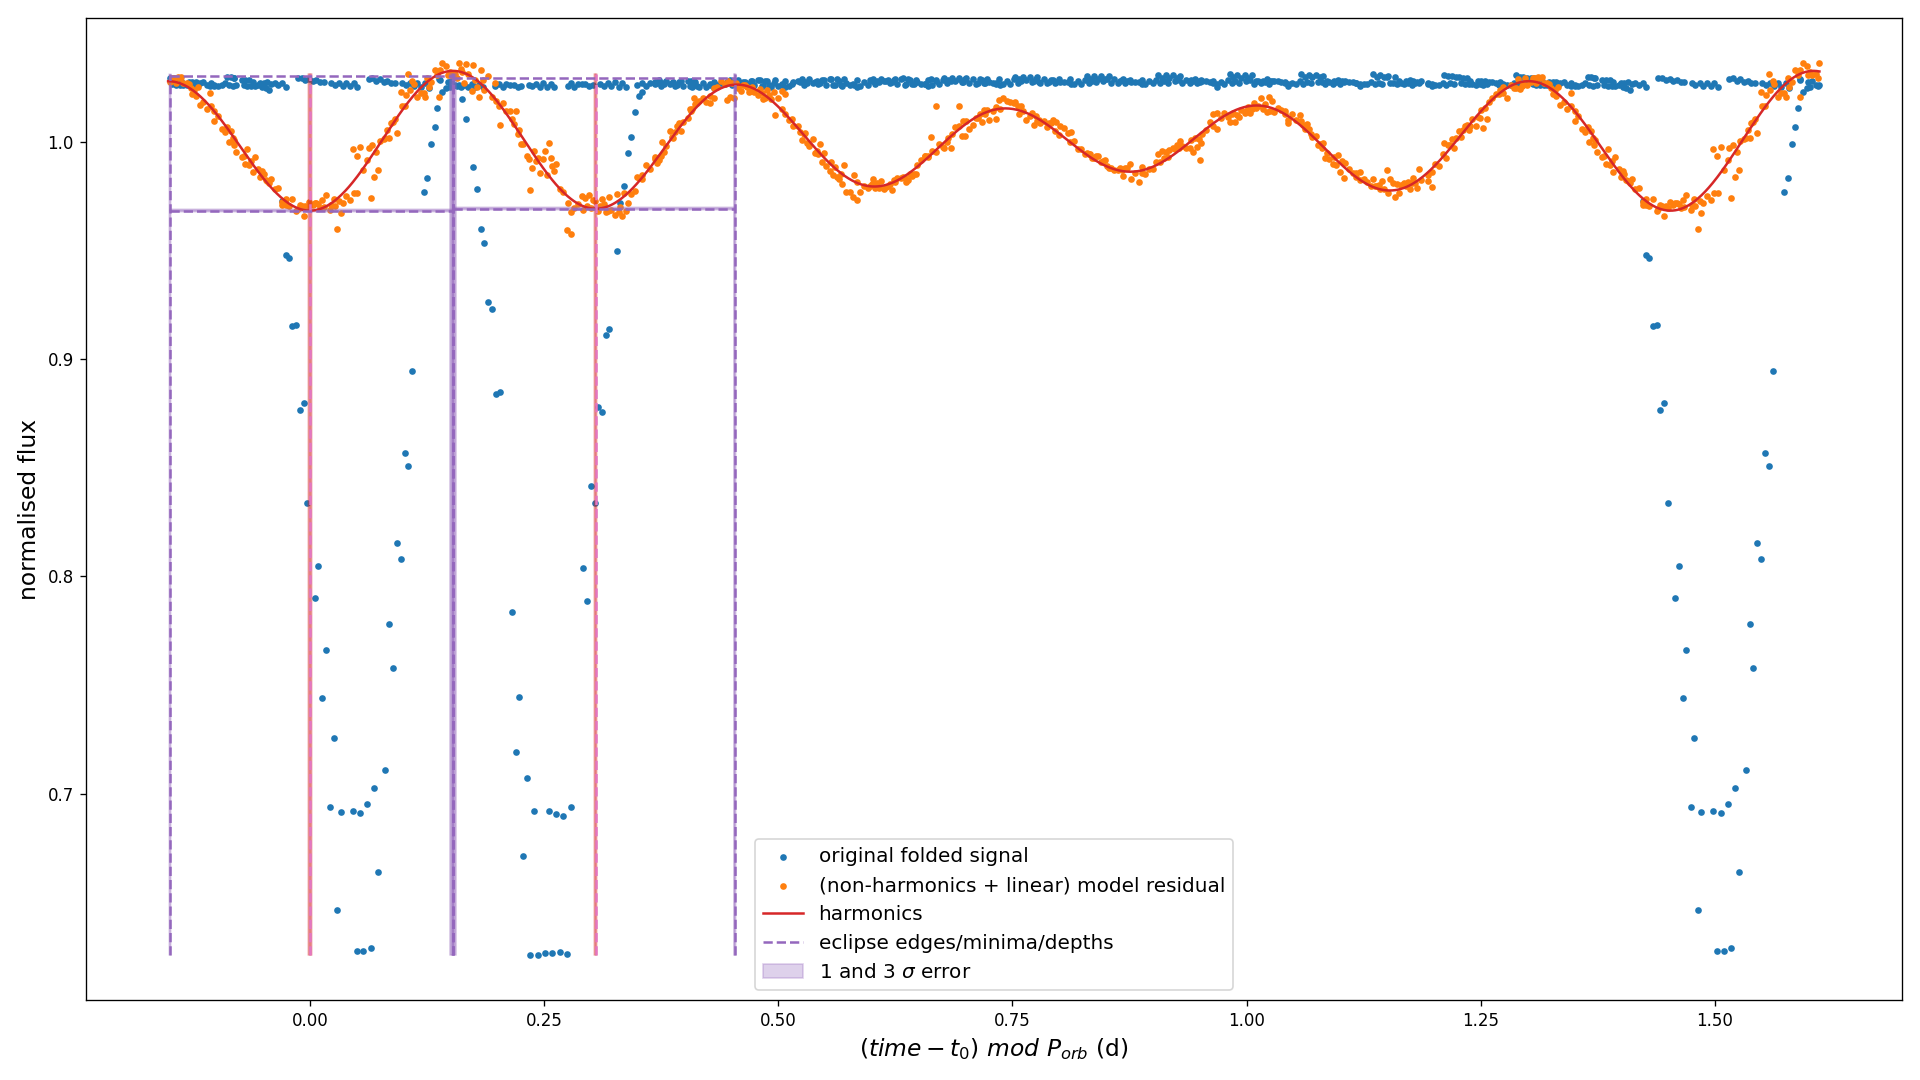 normalised flux
1.0
0.9
0.8
0.7
original folded signal
(non-harmonics + linear) model residual
harmonics
eclipse edges/minima/depths
1 and 3 σ error
0.00 0.25 0.50 0.75 1.00 1.25 1.50
(time − t₀) mod Pₒᵣb (d)